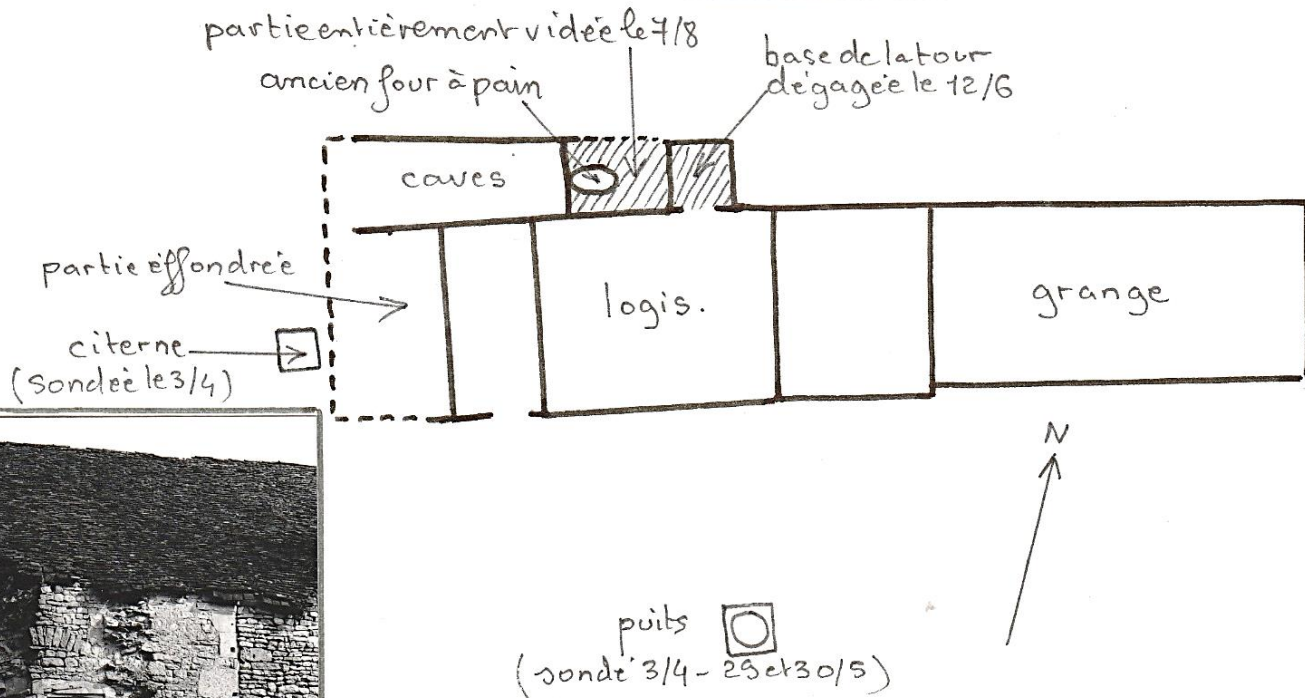 partie entièrement vidée le 7/8
ancien four à pain
base de la tour
dégagée le 12/6
caves
partie éffondrée
logis.
grange
citerne
(Sondée le 3/4)
N
puits
(sondé 3/4 - 29 et 30/5)